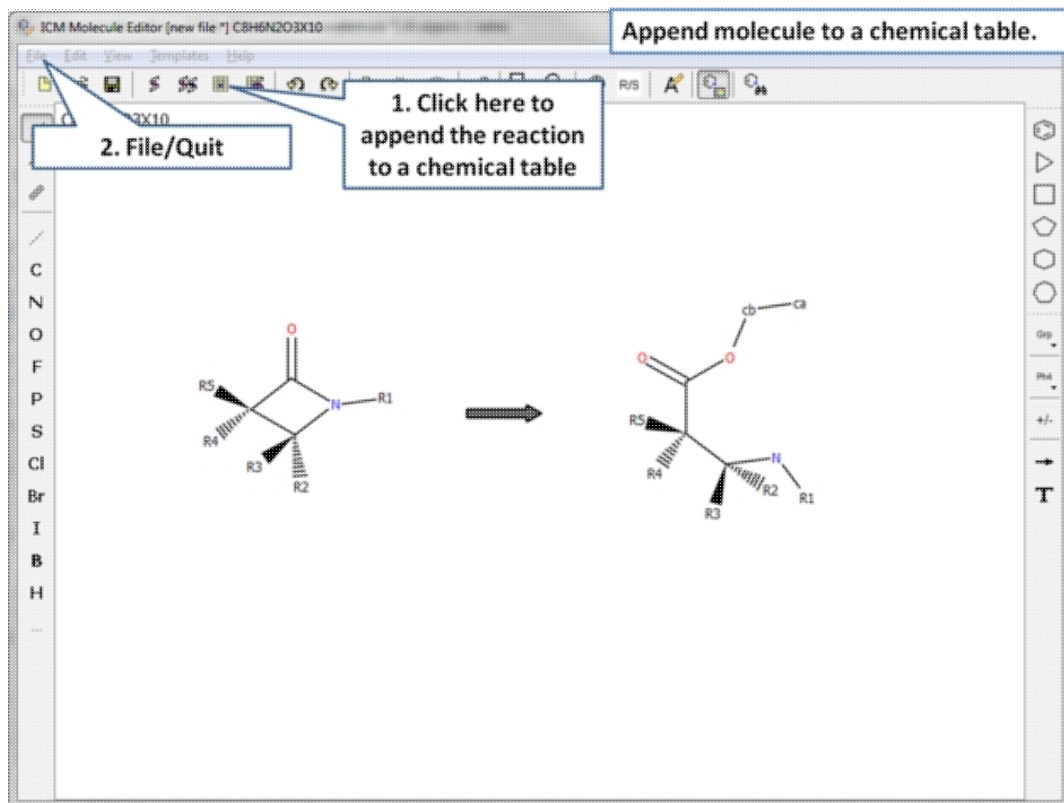 ICM Molecule Editor [new file *] C8H6N2O3X10
Append molecule to a chemical table.
File Edit View Templates Help
R/S
1. Click here to
append the reaction
to a chemical table
3X10
2. File/Quit
C
N
O
F
P
S
Cl
Br
I
B
H
...
O
R5
N
R1
R4
R3
R2
cb
ca
O
O
R5
R4
N
R2
R1
R3
Grp
+/-
T